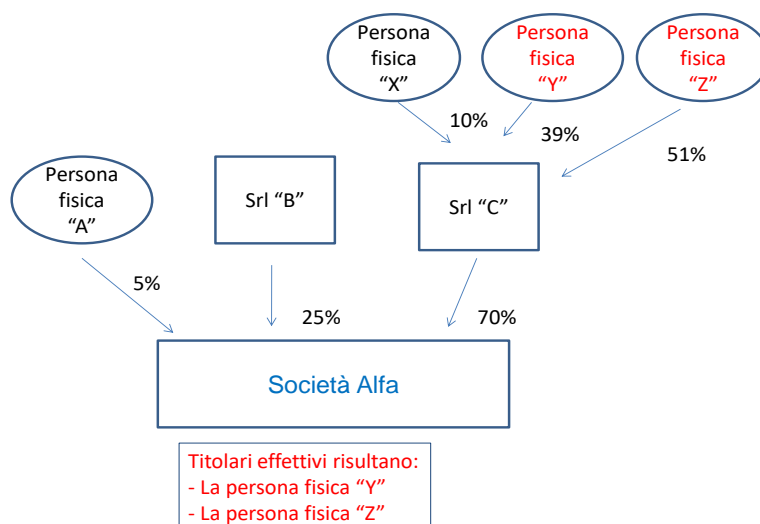 Persona
fisica
“X”
Persona
fisica
“Y”
Persona
fisica
“Z”
10%
39%
51%
Persona
fisica
“A”
Srl “B”
Srl “C”
5%
25%
70%
Società Alfa
Titolari effettivi risultano:
- La persona fisica “Y”
- La persona fisica “Z”